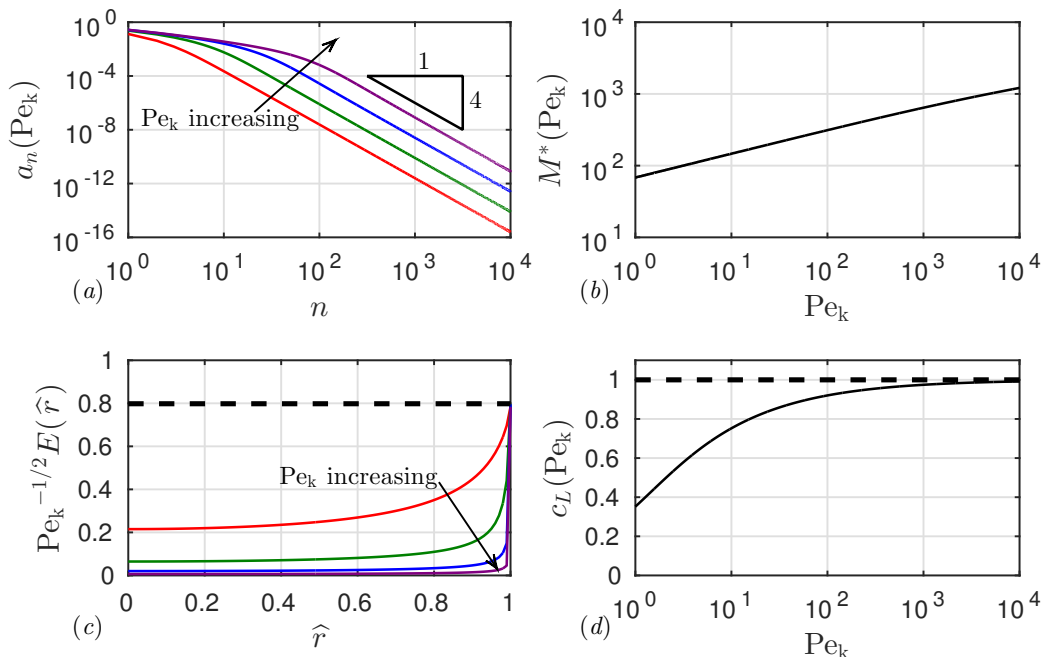 10^0
10^-4
10^-8
10^-12
10^-16
a_n(Pe_k)
1
4
Pe_k increasing
10^0 10^1 10^2 10^3 10^4
(a) n
10^4
10^3
10^2
10^1
M*(Pe_k)
10^0 10^1 10^2 10^3 10^4
(b) Pe_k
1
0.8
0.6
0.4
0.2
0
Pe_k^-1/2 E(r̂)
Pe_k increasing
0 0.2 0.4 0.6 0.8 1
(c) r̂
1
0.8
0.6
0.4
0.2
0
c_L(Pe_k)
10^0 10^1 10^2 10^3 10^4
(d) Pe_k